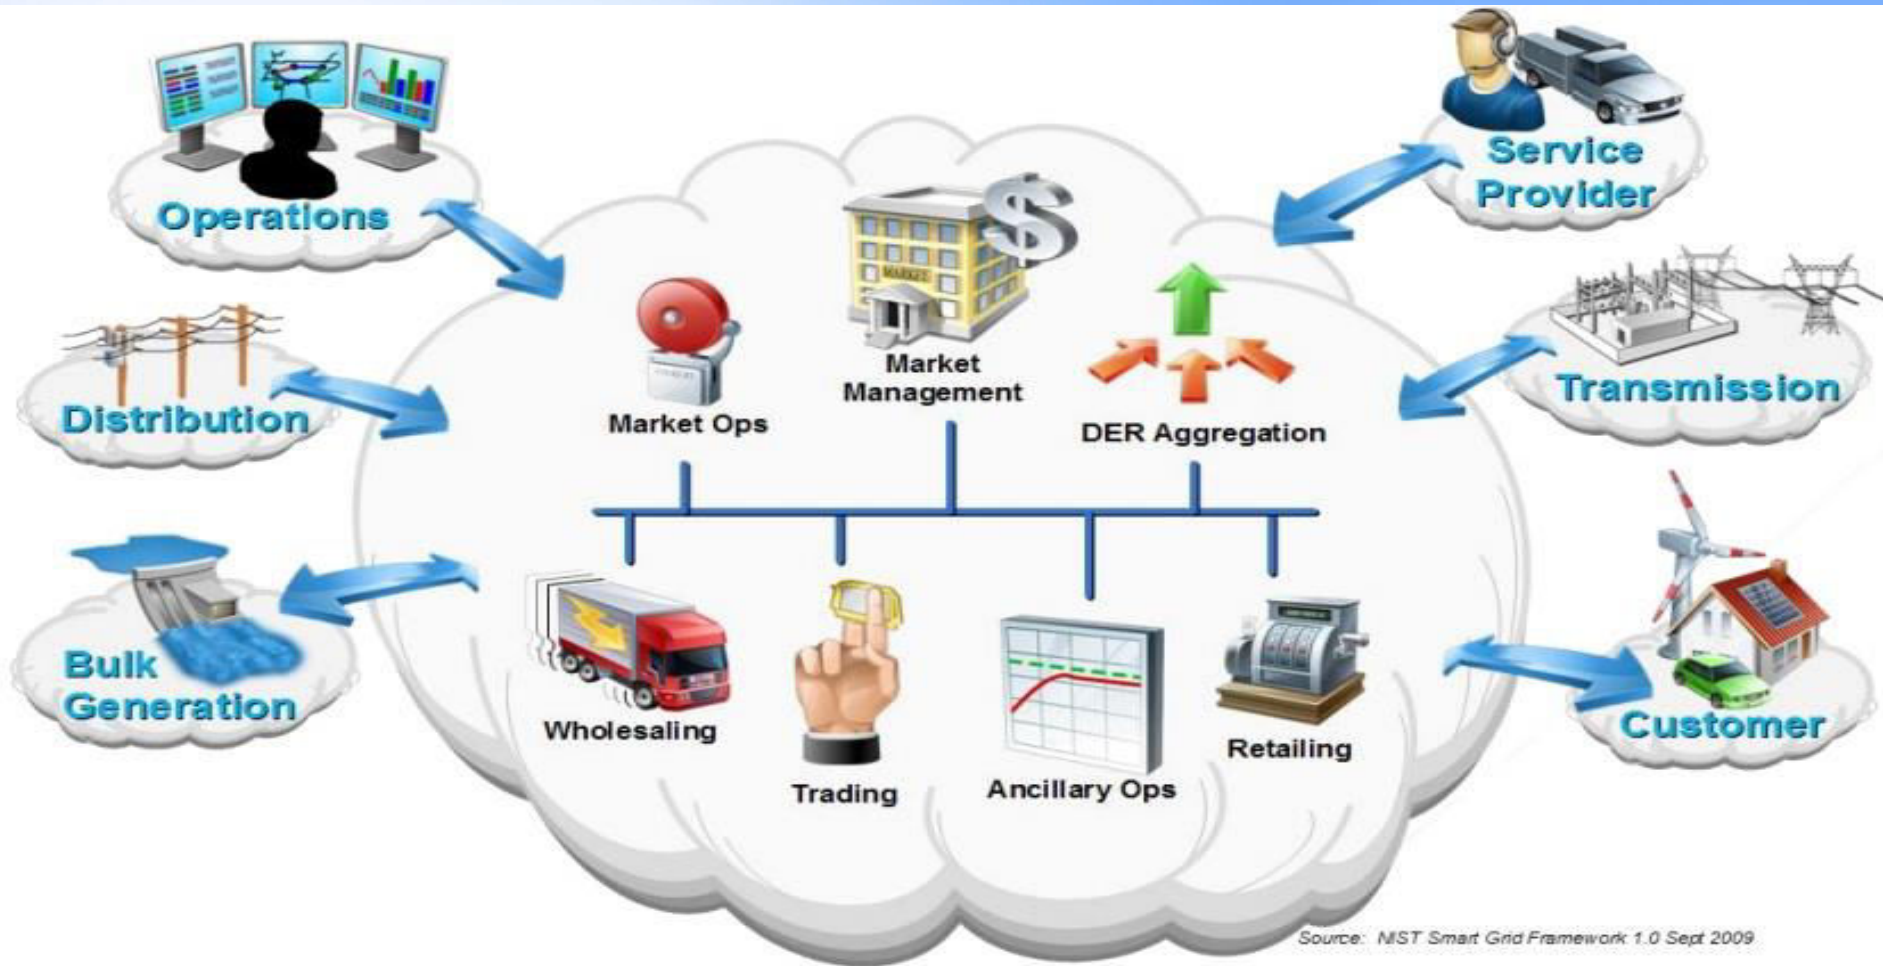 Operations
Service
Provider
MARKET
Market
Management
Market Ops
DER Aggregation
Distribution
Transmission
Bulk
Generation
Wholesaling
Trading
Ancillary Ops
Retailing
Customer
Source: NIST Smart Grid Framework 1.0 Sept 2009